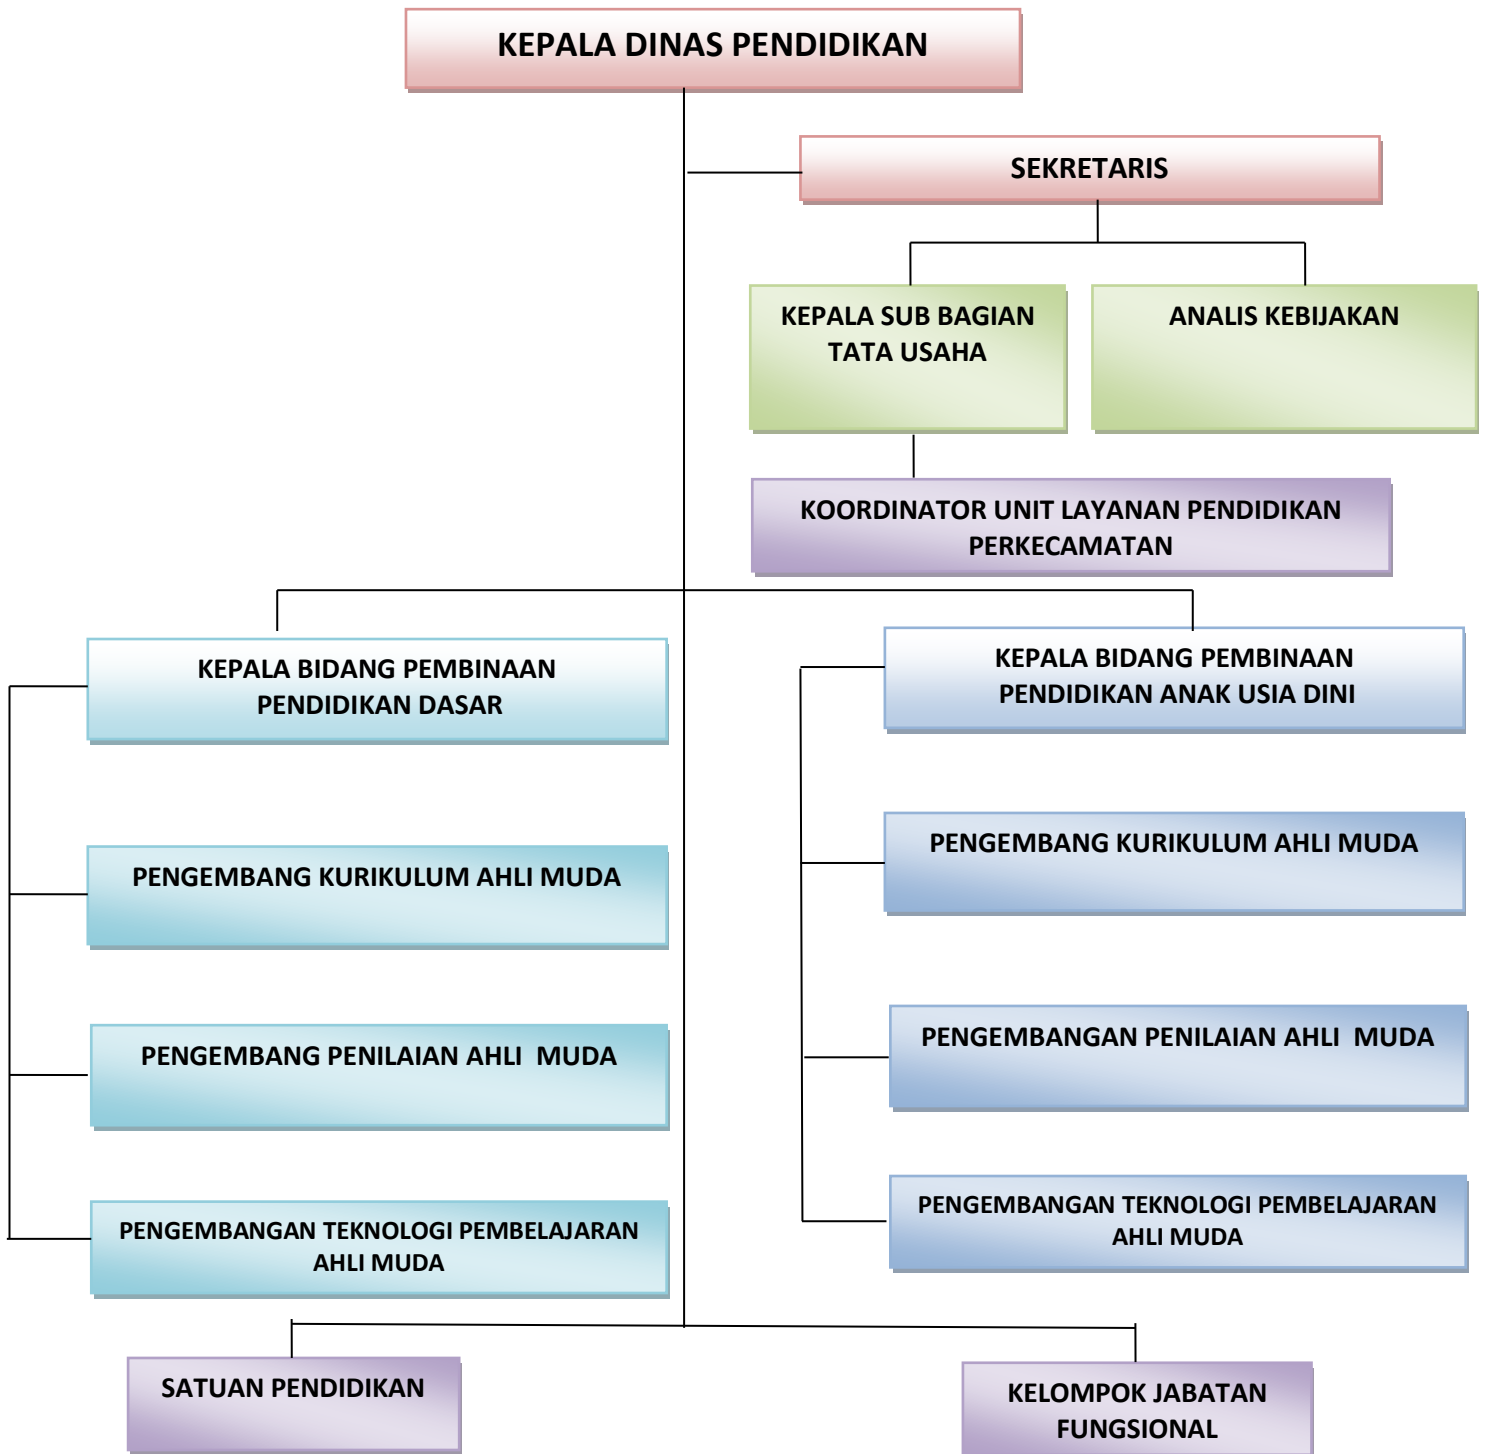 KEPALA DINAS PENDIDIKAN
SEKRETARIS
KEPALA SUB BAGIAN
TATA USAHA
ANALIS KEBIJAKAN
KOORDINATOR UNIT LAYANAN PENDIDIKAN
PERKECAMATAN
KEPALA BIDANG PEMBINAAN
PENDIDIKAN DASAR
KEPALA BIDANG PEMBINAAN
PENDIDIKAN ANAK USIA DINI
PENGEMBANG KURIKULUM AHLI MUDA
PENGEMBANG KURIKULUM AHLI MUDA
PENGEMBANG PENILAIAN AHLI  MUDA
PENGEMBANGAN PENILAIAN AHLI  MUDA
PENGEMBANGAN TEKNOLOGI PEMBELAJARAN
AHLI MUDA
PENGEMBANGAN TEKNOLOGI PEMBELAJARAN
AHLI MUDA
SATUAN PENDIDIKAN
KELOMPOK JABATAN
FUNGSIONAL